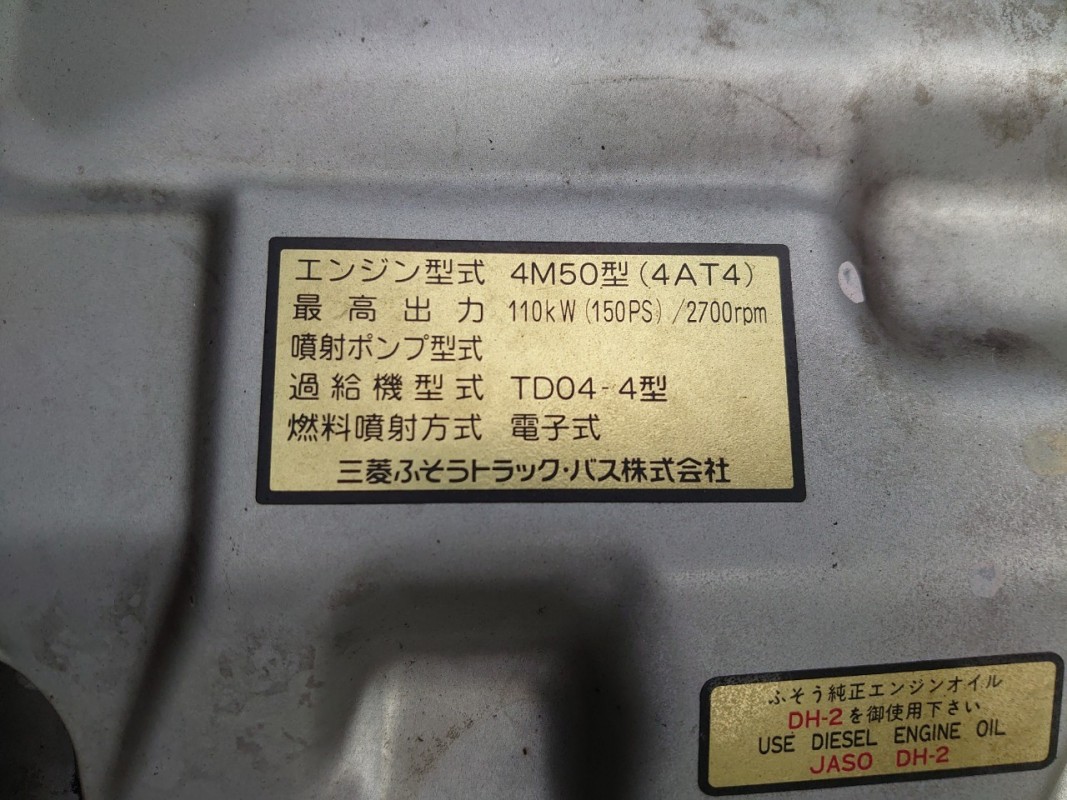 エンジン型式 4M50型(4AT4)
最高出力 110kW(150PS)/2700rpm
噴射ポンプ型式
過給機型式 TD04-4型
燃料噴射方式 電子式
三菱ふそうトラック・バス株式会社
ふそう純正エンジンオイル
DH-2を御使用下さい
USE DIESEL ENGINE OIL
JASO DH-2